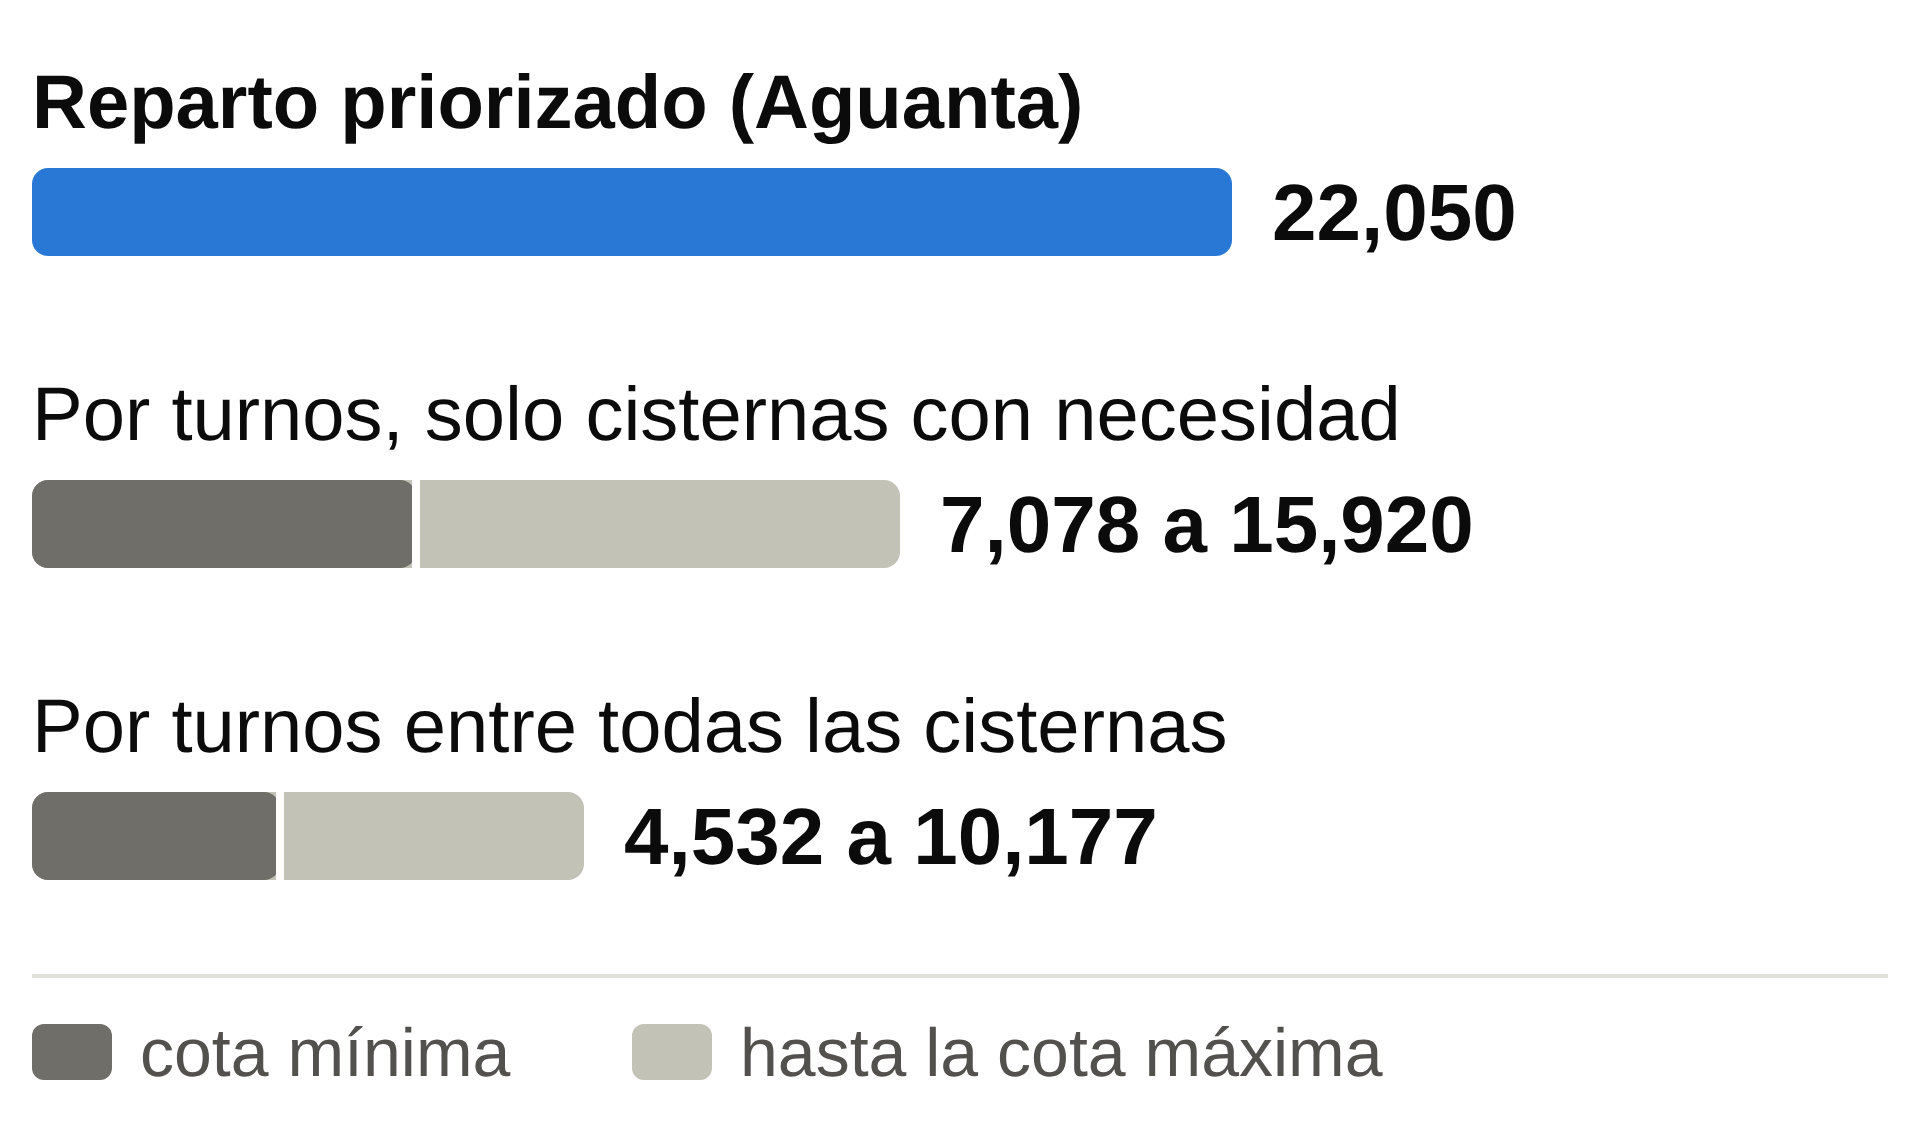 Reparto priorizado (Aguanta)
22,050
Por turnos, solo cisternas con necesidad
7,078 a 15,920
Por turnos entre todas las cisternas
4,532 a 10,177
cota mínima
hasta la cota máxima